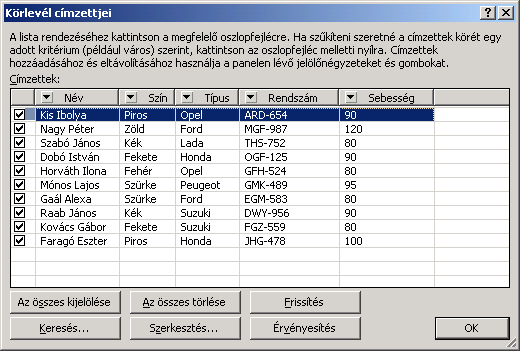 Körlevél címzettjei
A lista rendezéséhez kattintson a megfelelő oszlopfejlécre. Ha szűkíteni szeretné a címzettek körét egy
adott kritérium (például város) szerint, kattintson az oszlopfejléc melletti nyílra. Címzettek
hozzáadásához és eltávolításához használja a panelen lévő jelölőnégyzeteket és gombokat.
Címzettek:
Név Szín Típus Rendszám Sebesség
Kis Ibolya Piros Opel ARD-654 90
Nagy Péter Zöld Ford MGF-987 120
Szabó János Kék Lada THS-752 80
Dobó István Fekete Honda OGF-125 90
Horváth Ilona Fehér Opel GFH-524 80
Mónos Lajos Szürke Peugeot GMK-489 95
Gaál Alexa Szürke Ford EGM-583 80
Raab János Kék Suzuki DWY-956 90
Kovács Gábor Fekete Suzuki FGZ-559 80
Faragó Eszter Piros Honda JHG-478 100
Az összes kijelölése Az összes törlése Frissítés
Keresés... Szerkesztés... Érvényesítés OK